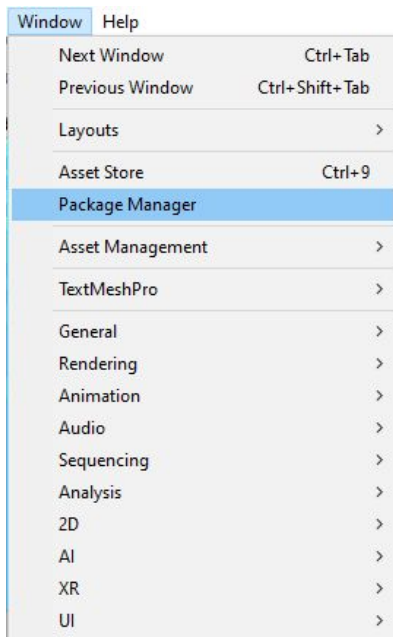 Window Help
Next Window Ctrl+Tab
Previous Window Ctrl+Shift+Tab
Layouts >
Asset Store Ctrl+9
Package Manager
Asset Management >
TextMeshPro >
General >
Rendering >
Animation >
Audio >
Sequencing >
Analysis >
2D >
AI >
XR >
UI >